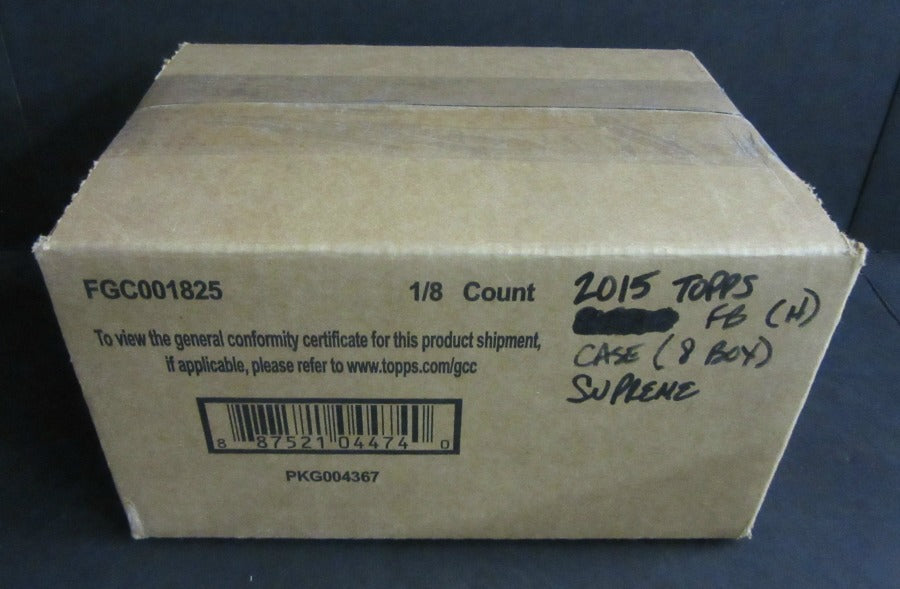 FGC001825 1/8 Count
To view the general conformity certificate for this product shipment,
if applicable, please refer to www.topps.com/gcc
8 87521 04474 0
PKG004367
2015 TOPPS
FB (H)
CASE (8 BOX)
SUPREME